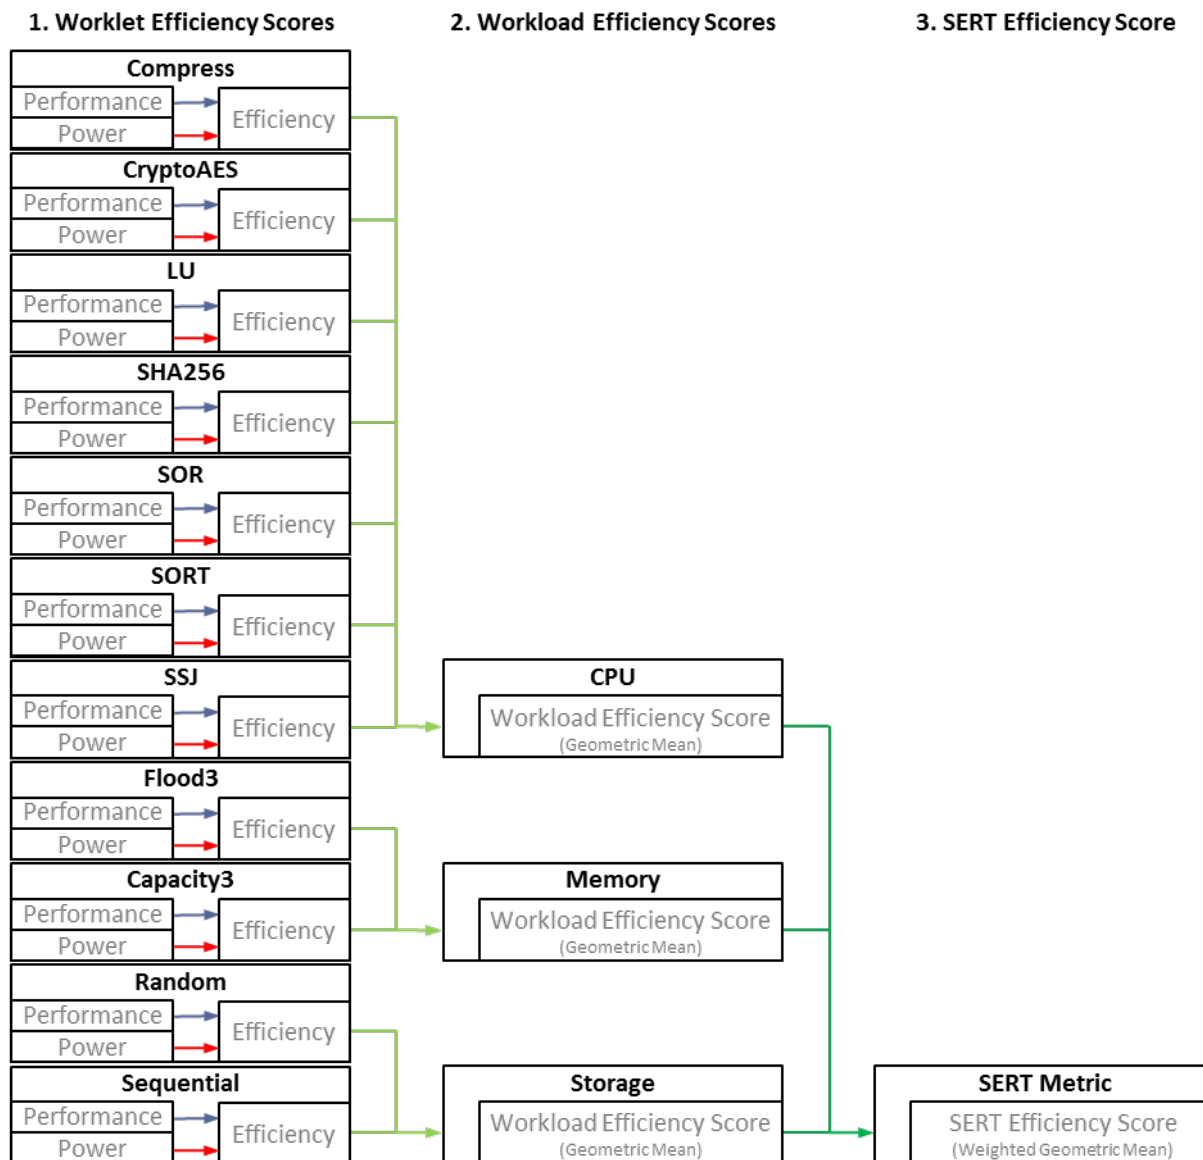 1. Worklet Efficiency Scores
2. Workload Efficiency Scores
3. SERT Efficiency Score
Compress
Performance
Power
Efficiency
CryptoAES
Performance
Power
Efficiency
LU
Performance
Power
Efficiency
SHA256
Performance
Power
Efficiency
SOR
Performance
Power
Efficiency
SORT
Performance
Power
Efficiency
SSJ
Performance
Power
Efficiency
Flood3
Performance
Power
Efficiency
Capacity3
Performance
Power
Efficiency
Random
Performance
Power
Efficiency
Sequential
Performance
Power
Efficiency
CPU
Workload Efficiency Score
(Geometric Mean)
Memory
Workload Efficiency Score
(Geometric Mean)
Storage
Workload Efficiency Score
(Geometric Mean)
SERT Metric
SERT Efficiency Score
(Weighted Geometric Mean)